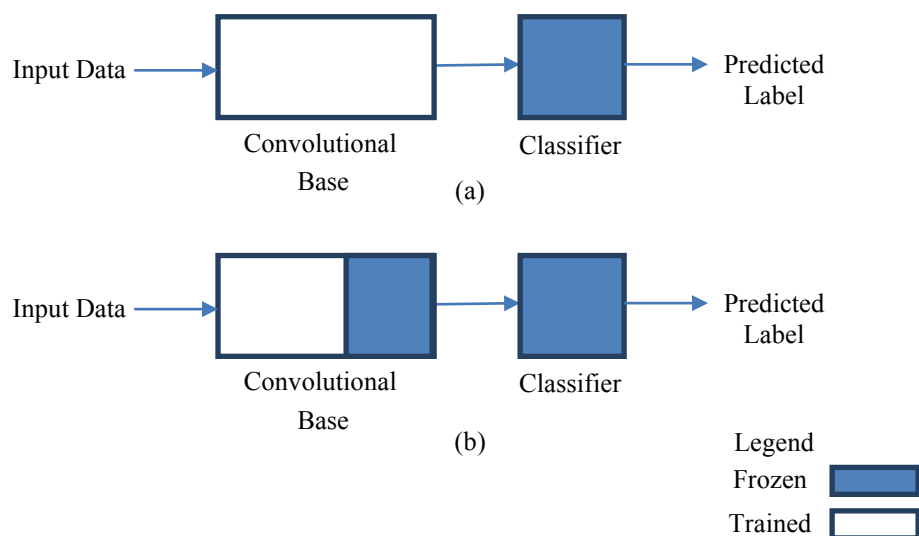 Input Data
Convolutional
Base
Classifier
Predicted
Label
(a)
Input Data
Convolutional
Base
Classifier
Predicted
Label
(b)
Legend
Frozen
Trained